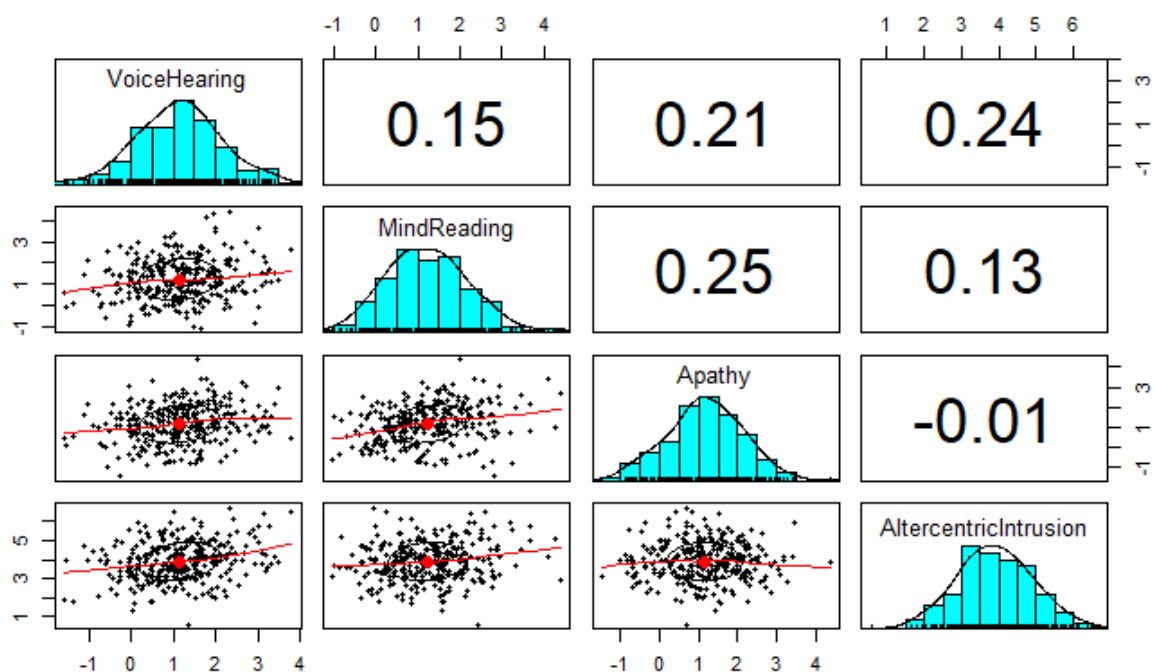 -1 0 1 2 3 4
1 2 3 4 5 6
VoiceHearing
0.15
0.21
0.24
3
1
-1
3
1
-1
MindReading
0.25
0.13
Apathy
-0.01
3
1
-1
5
3
1
AltercentricIntrusion
-1 0 1 2 3 4
-1 0 1 2 3 4